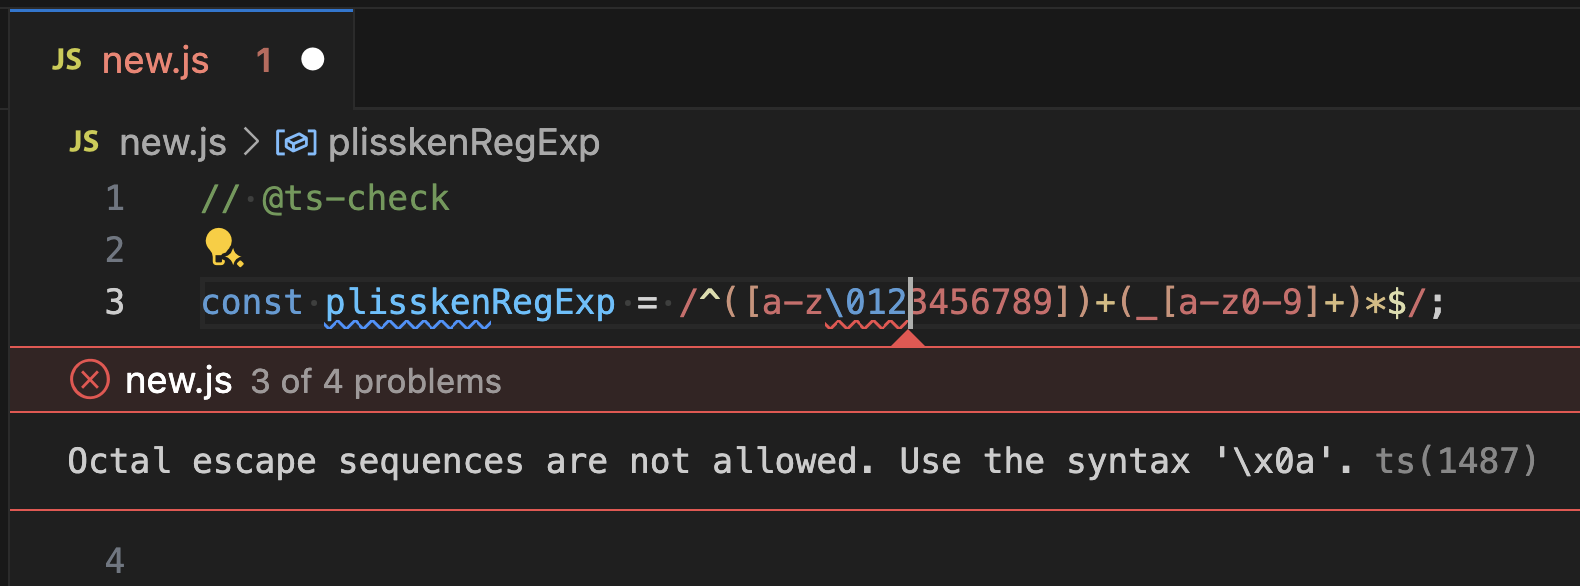 JS new.js 1
JS new.js > plisskenRegExp
1 // @ts-check
2
3 const plisskenRegExp = /^([a-z\0123456789])+(_[a-z0-9]+)*$/;
new.js 3 of 4 problems
Octal escape sequences are not allowed. Use the syntax '\x0a'. ts(1487)
4